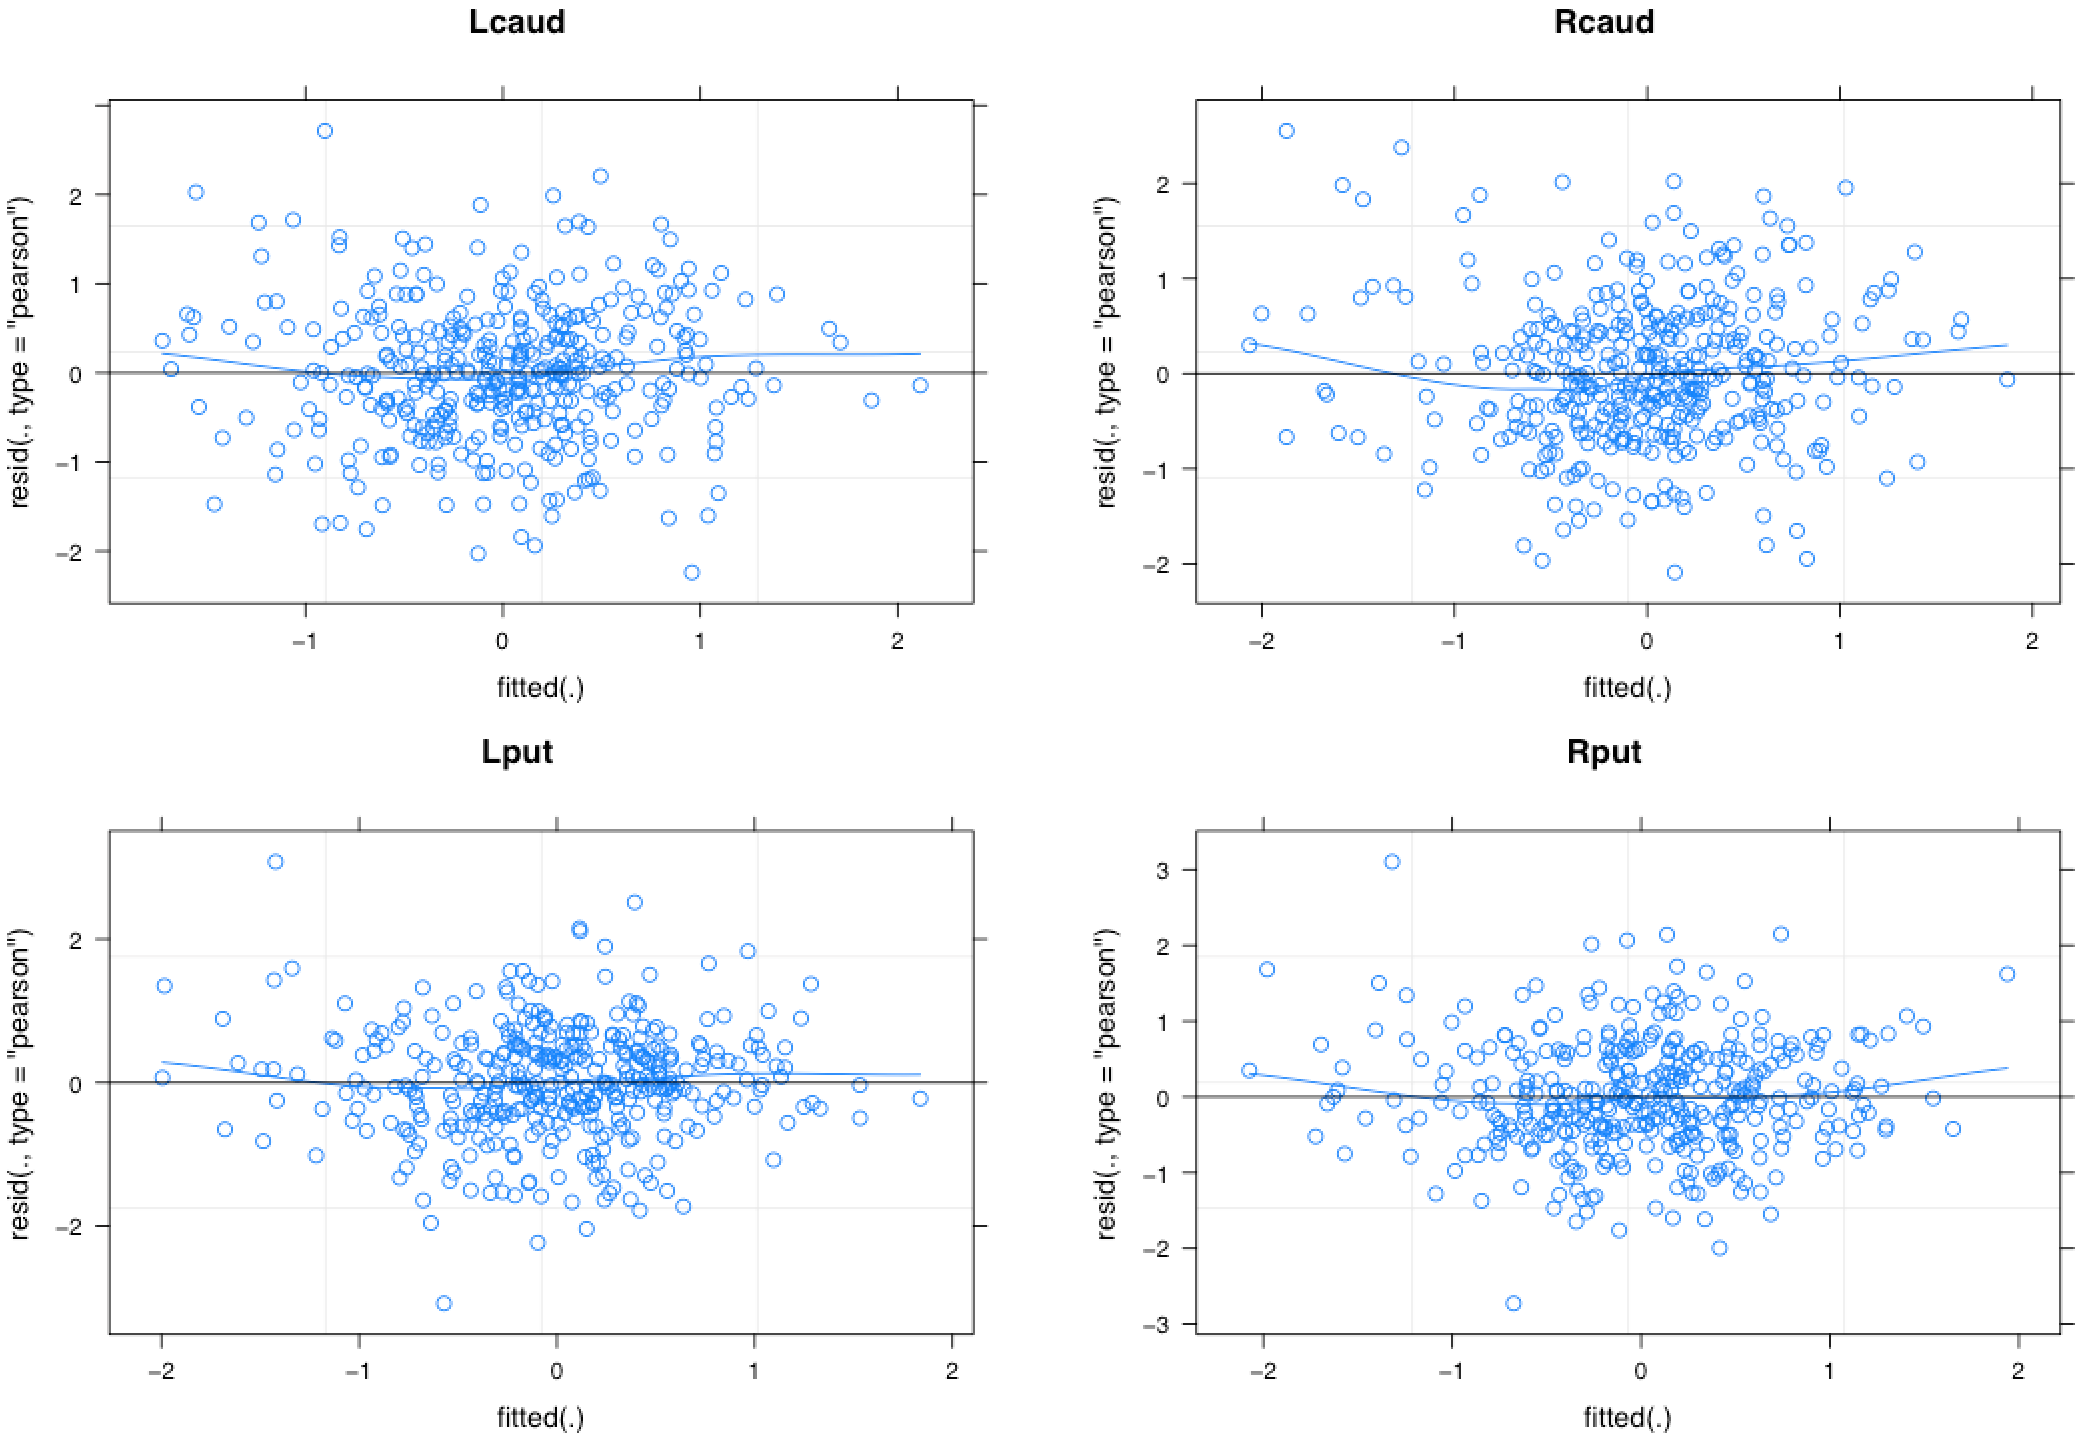 Lcaud
resid(., type = "pearson")
2
1
0
−1
−2
−1 0 1 2
fitted(.)
Rcaud
resid(., type = "pearson")
2
1
0
−1
−2
−2 −1 0 1 2
fitted(.)
Lput
resid(., type = "pearson")
2
0
−2
−2 −1 0 1 2
fitted(.)
Rput
resid(., type = "pearson")
3
2
1
0
−1
−2
−3
−2 −1 0 1 2
fitted(.)